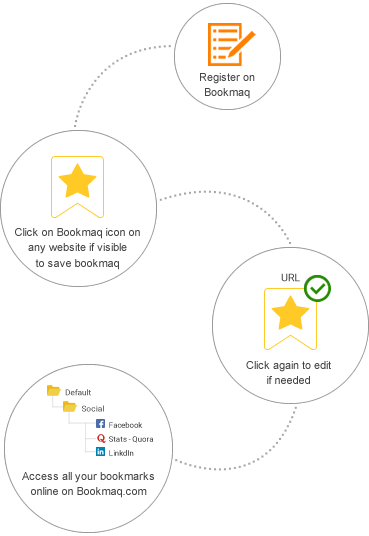 Register on
Bookmaq
Click on Bookmaq icon on
any website if visible
to save bookmaq
URL
Click again to edit
if needed
Default
Social
Facebook
Stats - Quora
LinkdIn
Access all your bookmarks
online on Bookmaq.com